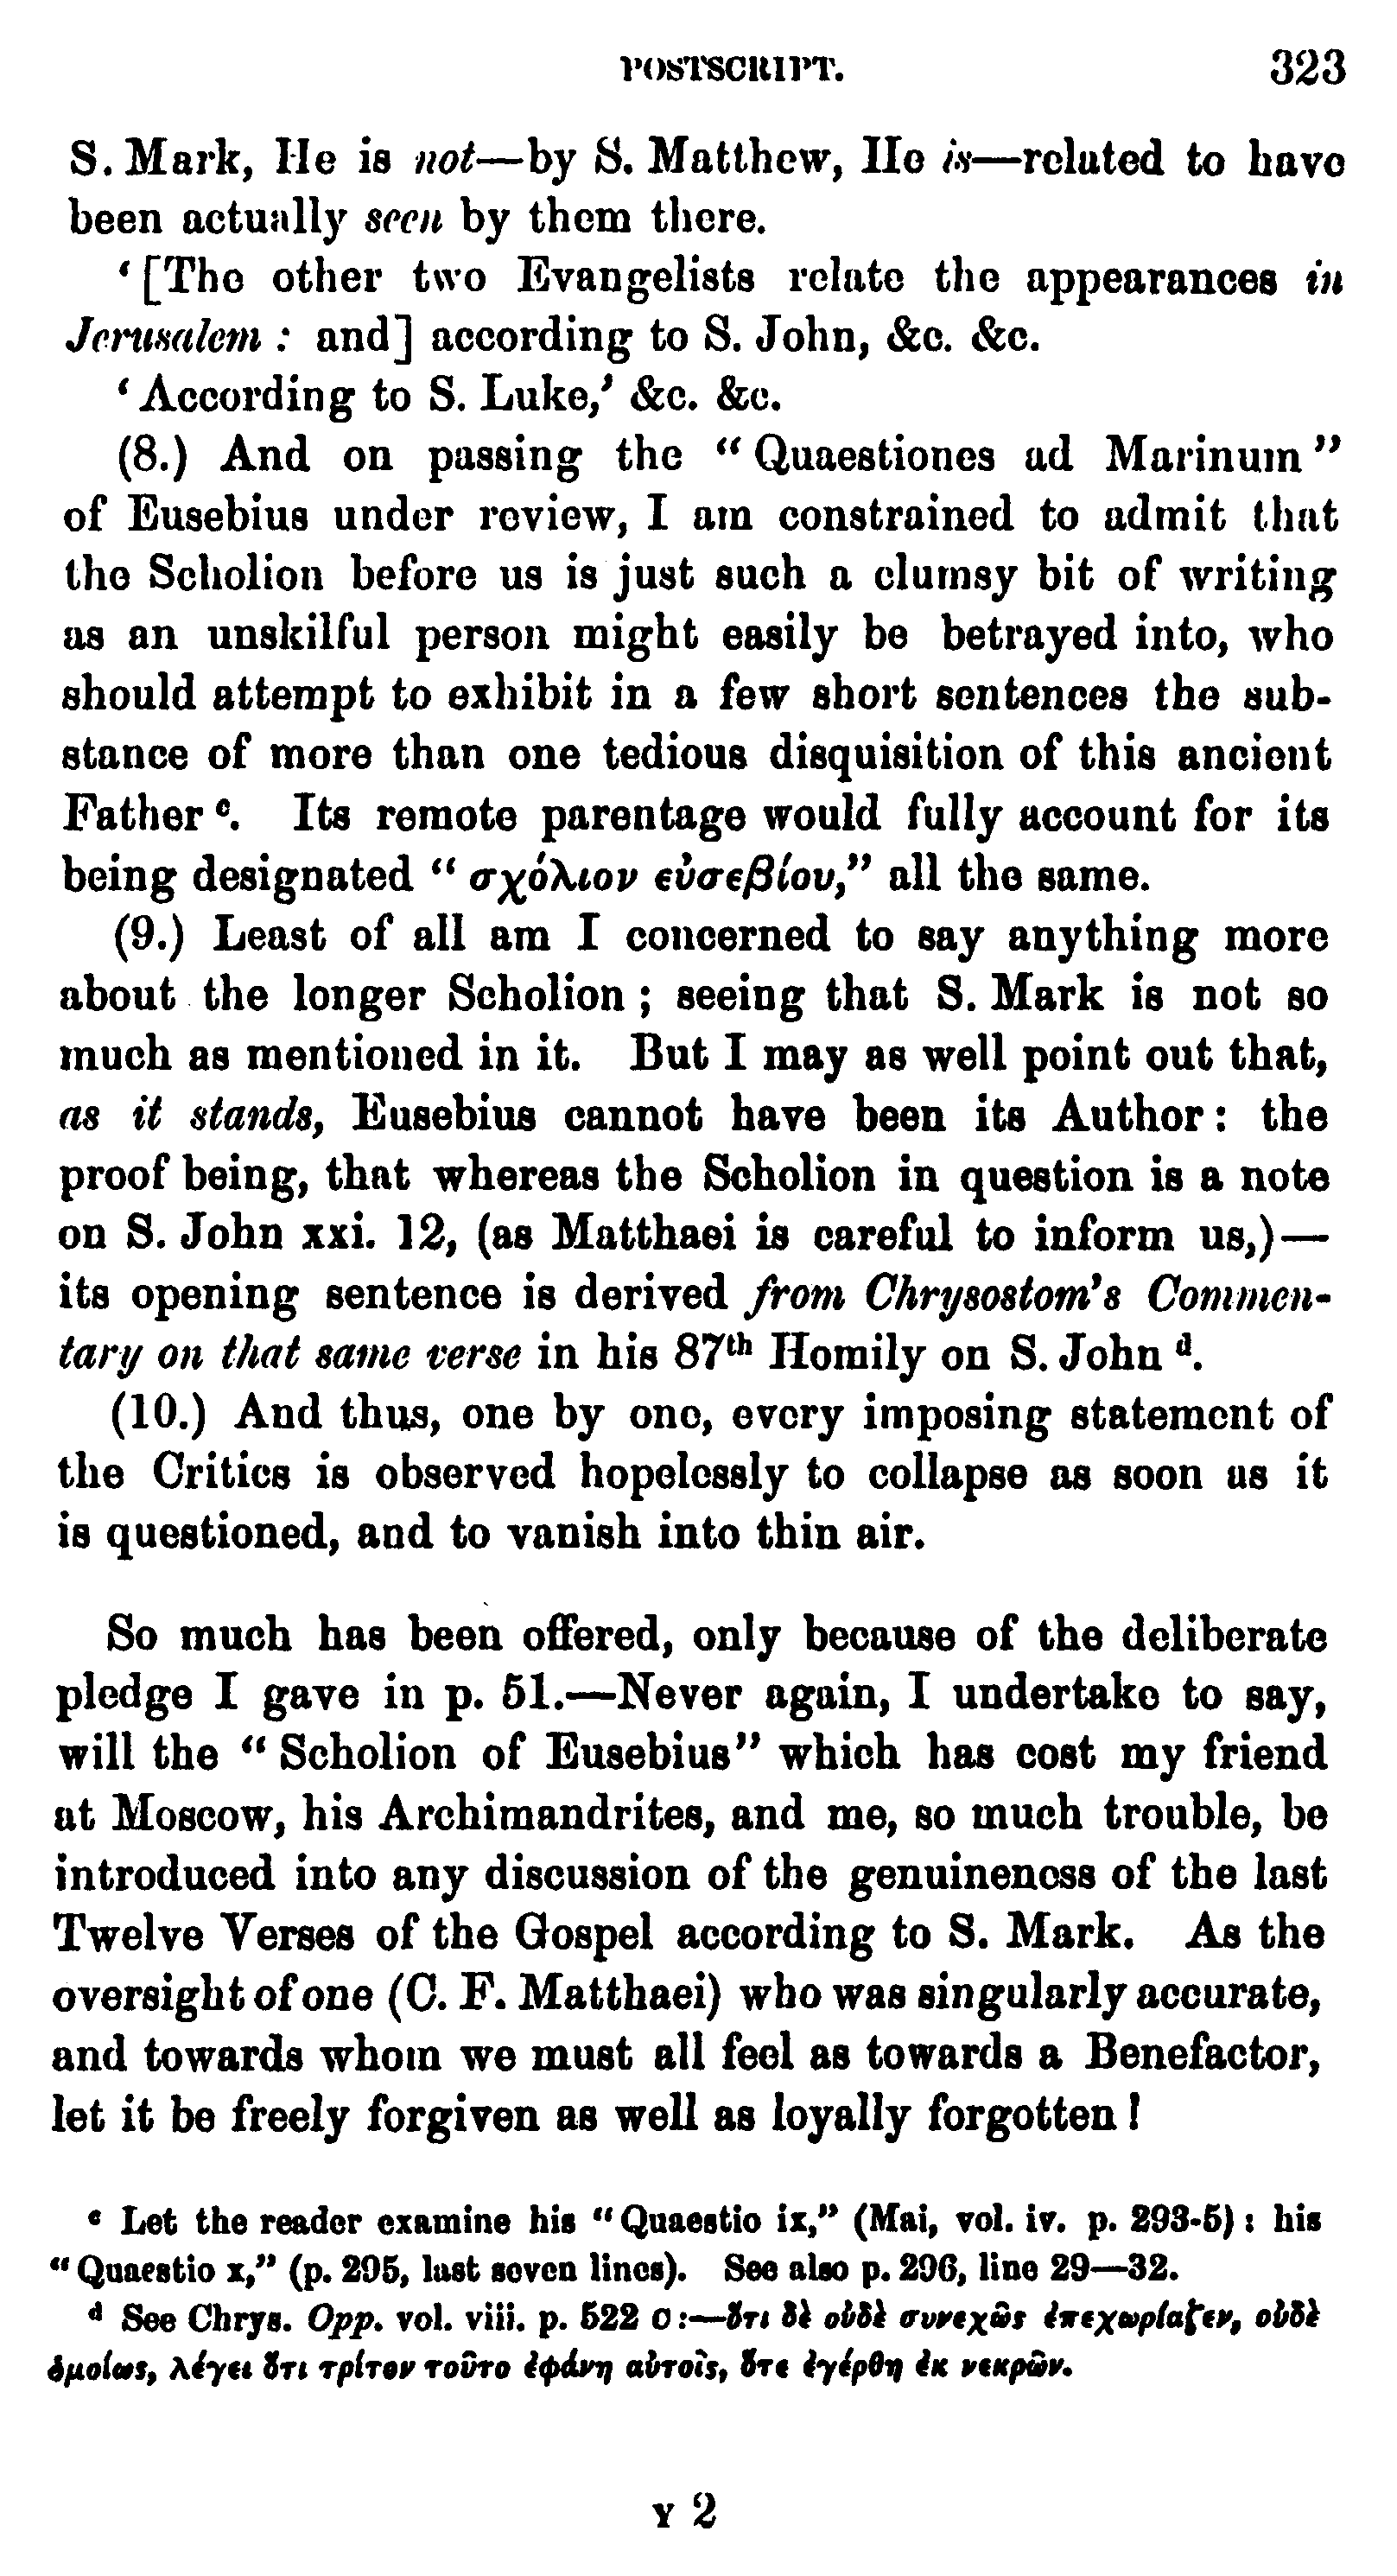 POSTSCRIPT. 323
S. Mark, He is not—by S. Matthew, He is—related to have
been actually seen by them there.
‘[The other two Evangelists relate the appearances in
Jerusalem : and] according to S. John, &c. &c.
‘According to S. Luke,’ &c. &c.
(8.) And on passing the “Quaestiones ad Marinum”
of Eusebius under review, I am constrained to admit that
the Scholion before us is just such a clumsy bit of writing
as an unskilful person might easily be betrayed into, who
should attempt to exhibit in a few short sentences the sub-
stance of more than one tedious disquisition of this ancient
Father c. Its remote parentage would fully account for its
being designated “σχόλιον εὐσεβίου,” all the same.
(9.) Least of all am I concerned to say anything more
about the longer Scholion ; seeing that S. Mark is not so
much as mentioned in it. But I may as well point out that,
as it stands, Eusebius cannot have been its Author: the
proof being, that whereas the Scholion in question is a note
on S. John xxi. 12, (as Matthaei is careful to inform us,)—
its opening sentence is derived from Chrysostom’s Commen-
tary on that same verse in his 87th Homily on S. John d.
(10.) And thus, one by one, every imposing statement of
the Critics is observed hopelessly to collapse as soon as it
is questioned, and to vanish into thin air.
So much has been offered, only because of the deliberate
pledge I gave in p. 51.—Never again, I undertake to say,
will the “Scholion of Eusebius” which has cost my friend
at Moscow, his Archimandrites, and me, so much trouble, be
introduced into any discussion of the genuineness of the last
Twelve Verses of the Gospel according to S. Mark. As the
oversight of one (C. F. Matthaei) who was singularly accurate,
and towards whom we must all feel as towards a Benefactor,
let it be freely forgiven as well as loyally forgotten !
c Let the reader examine his “Quaestio ix,” (Mai, vol. iv. p. 293-5) : his
“Quaestio x,” (p. 295, last seven lines). See also p. 296, line 29—32.
d See Chrys. Opp. vol. viii. p. 522 C :—ὅτι δὲ οὐδὲ συνεχῶς ἐπεχωρίαζεν, οὐδὲ
ὁμοίως, λέγει ὅτι τρίτον τοῦτο ἐφάνη αὐτοῖς, ὅτε ἐγέρθη ἐκ νεκρῶν.
Y 2